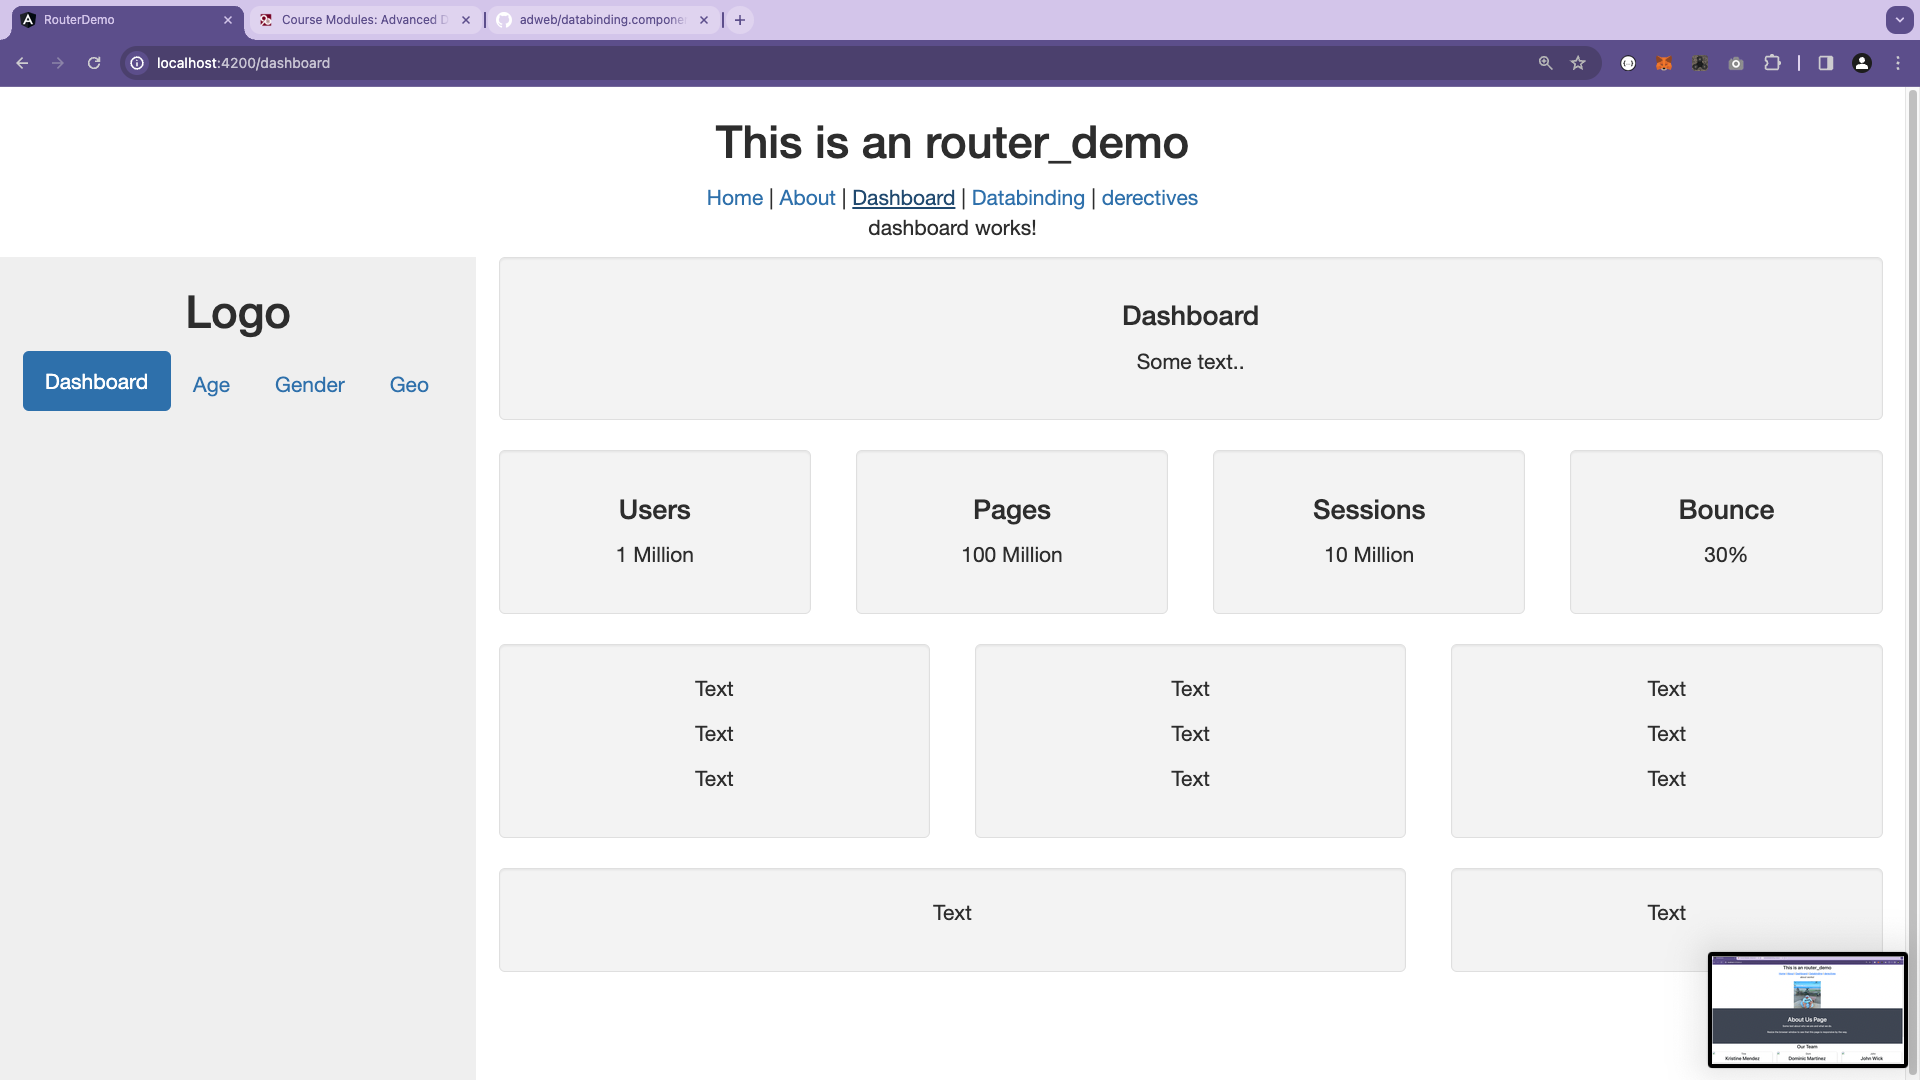 RouterDemo
Course Modules: Advanced D
adweb/databinding.compone
localhost:4200/dashboard
This is an router_demo
Home | About | Dashboard | Databinding | derectives
dashboard works!
Logo
Dashboard Age Gender Geo
Dashboard
Some text..
Users
1 Million
Pages
100 Million
Sessions
10 Million
Bounce
30%
Text
Text
Text
Text
Text
Text
Text
Text
Text
Text
Text
This is an router_demo
About Us Page
Our Team
Kristine Mendez
Dominic Martinez
John Wick